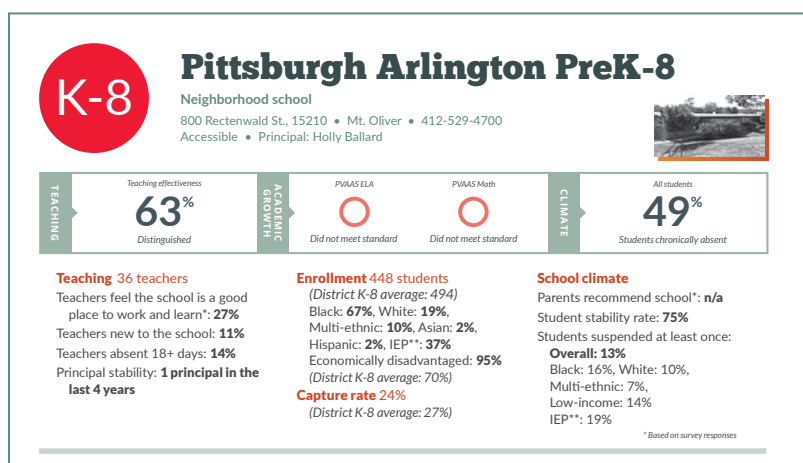 K-8
Pittsburgh Arlington PreK-8
Neighborhood school
800 Rectenwald St., 15210 • Mt. Oliver • 412-529-4700
Accessible • Principal: Holly Ballard
TEACHING
Teaching effectiveness
63%
Distinguished
ACADEMIC
GROWTH
PVAAS ELA
Did not meet standard
PVAAS Math
Did not meet standard
CLIMATE
All students
49%
Students chronically absent
Teaching 36 teachers
Teachers feel the school is a good
place to work and learn*: 27%
Teachers new to the school: 11%
Teachers absent 18+ days: 14%
Principal stability: 1 principal in the
last 4 years
Enrollment 448 students
(District K-8 average: 494)
Black: 67%, White: 19%,
Multi-ethnic: 10%, Asian: 2%,
Hispanic: 2%, IEP**: 37%
Economically disadvantaged: 95%
(District K-8 average: 70%)
Capture rate 24%
(District K-8 average: 27%)
School climate
Parents recommend school*: n/a
Student stability rate: 75%
Students suspended at least once:
Overall: 13%
Black: 16%, White: 10%,
Multi-ethnic: 7%,
Low-income: 14%
IEP**: 19%
* Based on survey responses